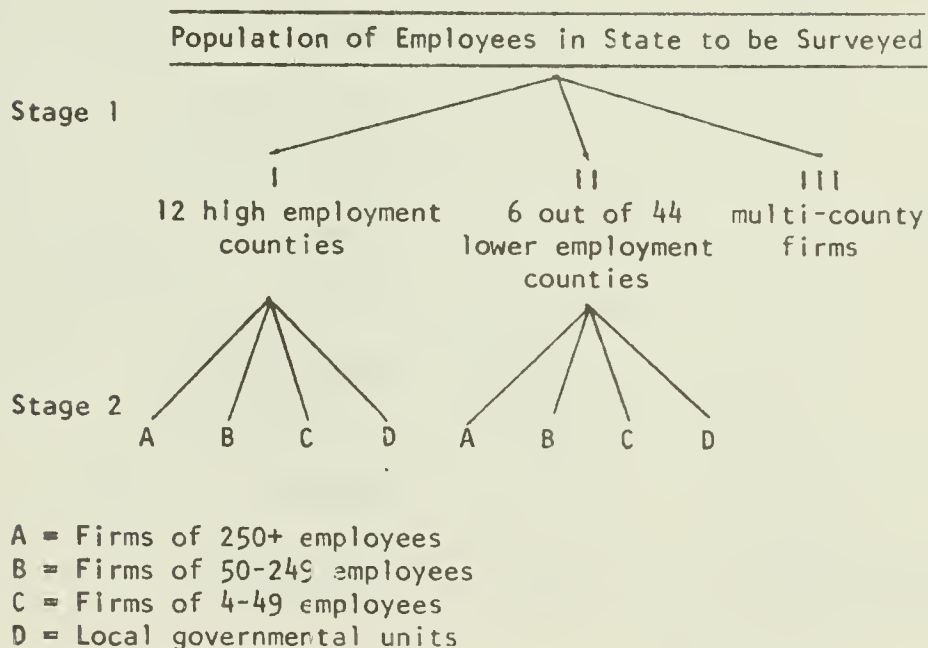 Population of Employees in State to be Surveyed
Stage 1
I II III
12 high employment 6 out of 44 multi-county
counties lower employment firms
counties
Stage 2
A B C D A B C D
A = Firms of 250+ employees
B = Firms of 50-249 employees
C = Firms of 4-49 employees
D = Local governmental units